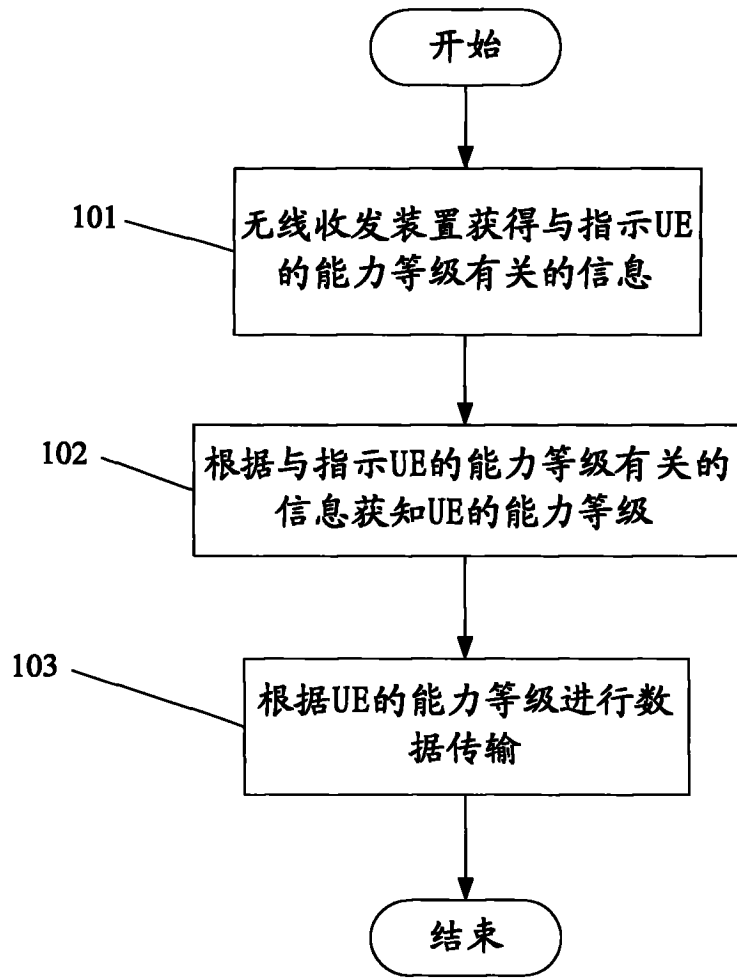 开始
101
无线收发装置获得与指示UE
的能力等级有关的信息
102
根据与指示UE的能力等级有关的
信息获知UE的能力等级
103
根据UE的能力等级进行数
据传输
结束